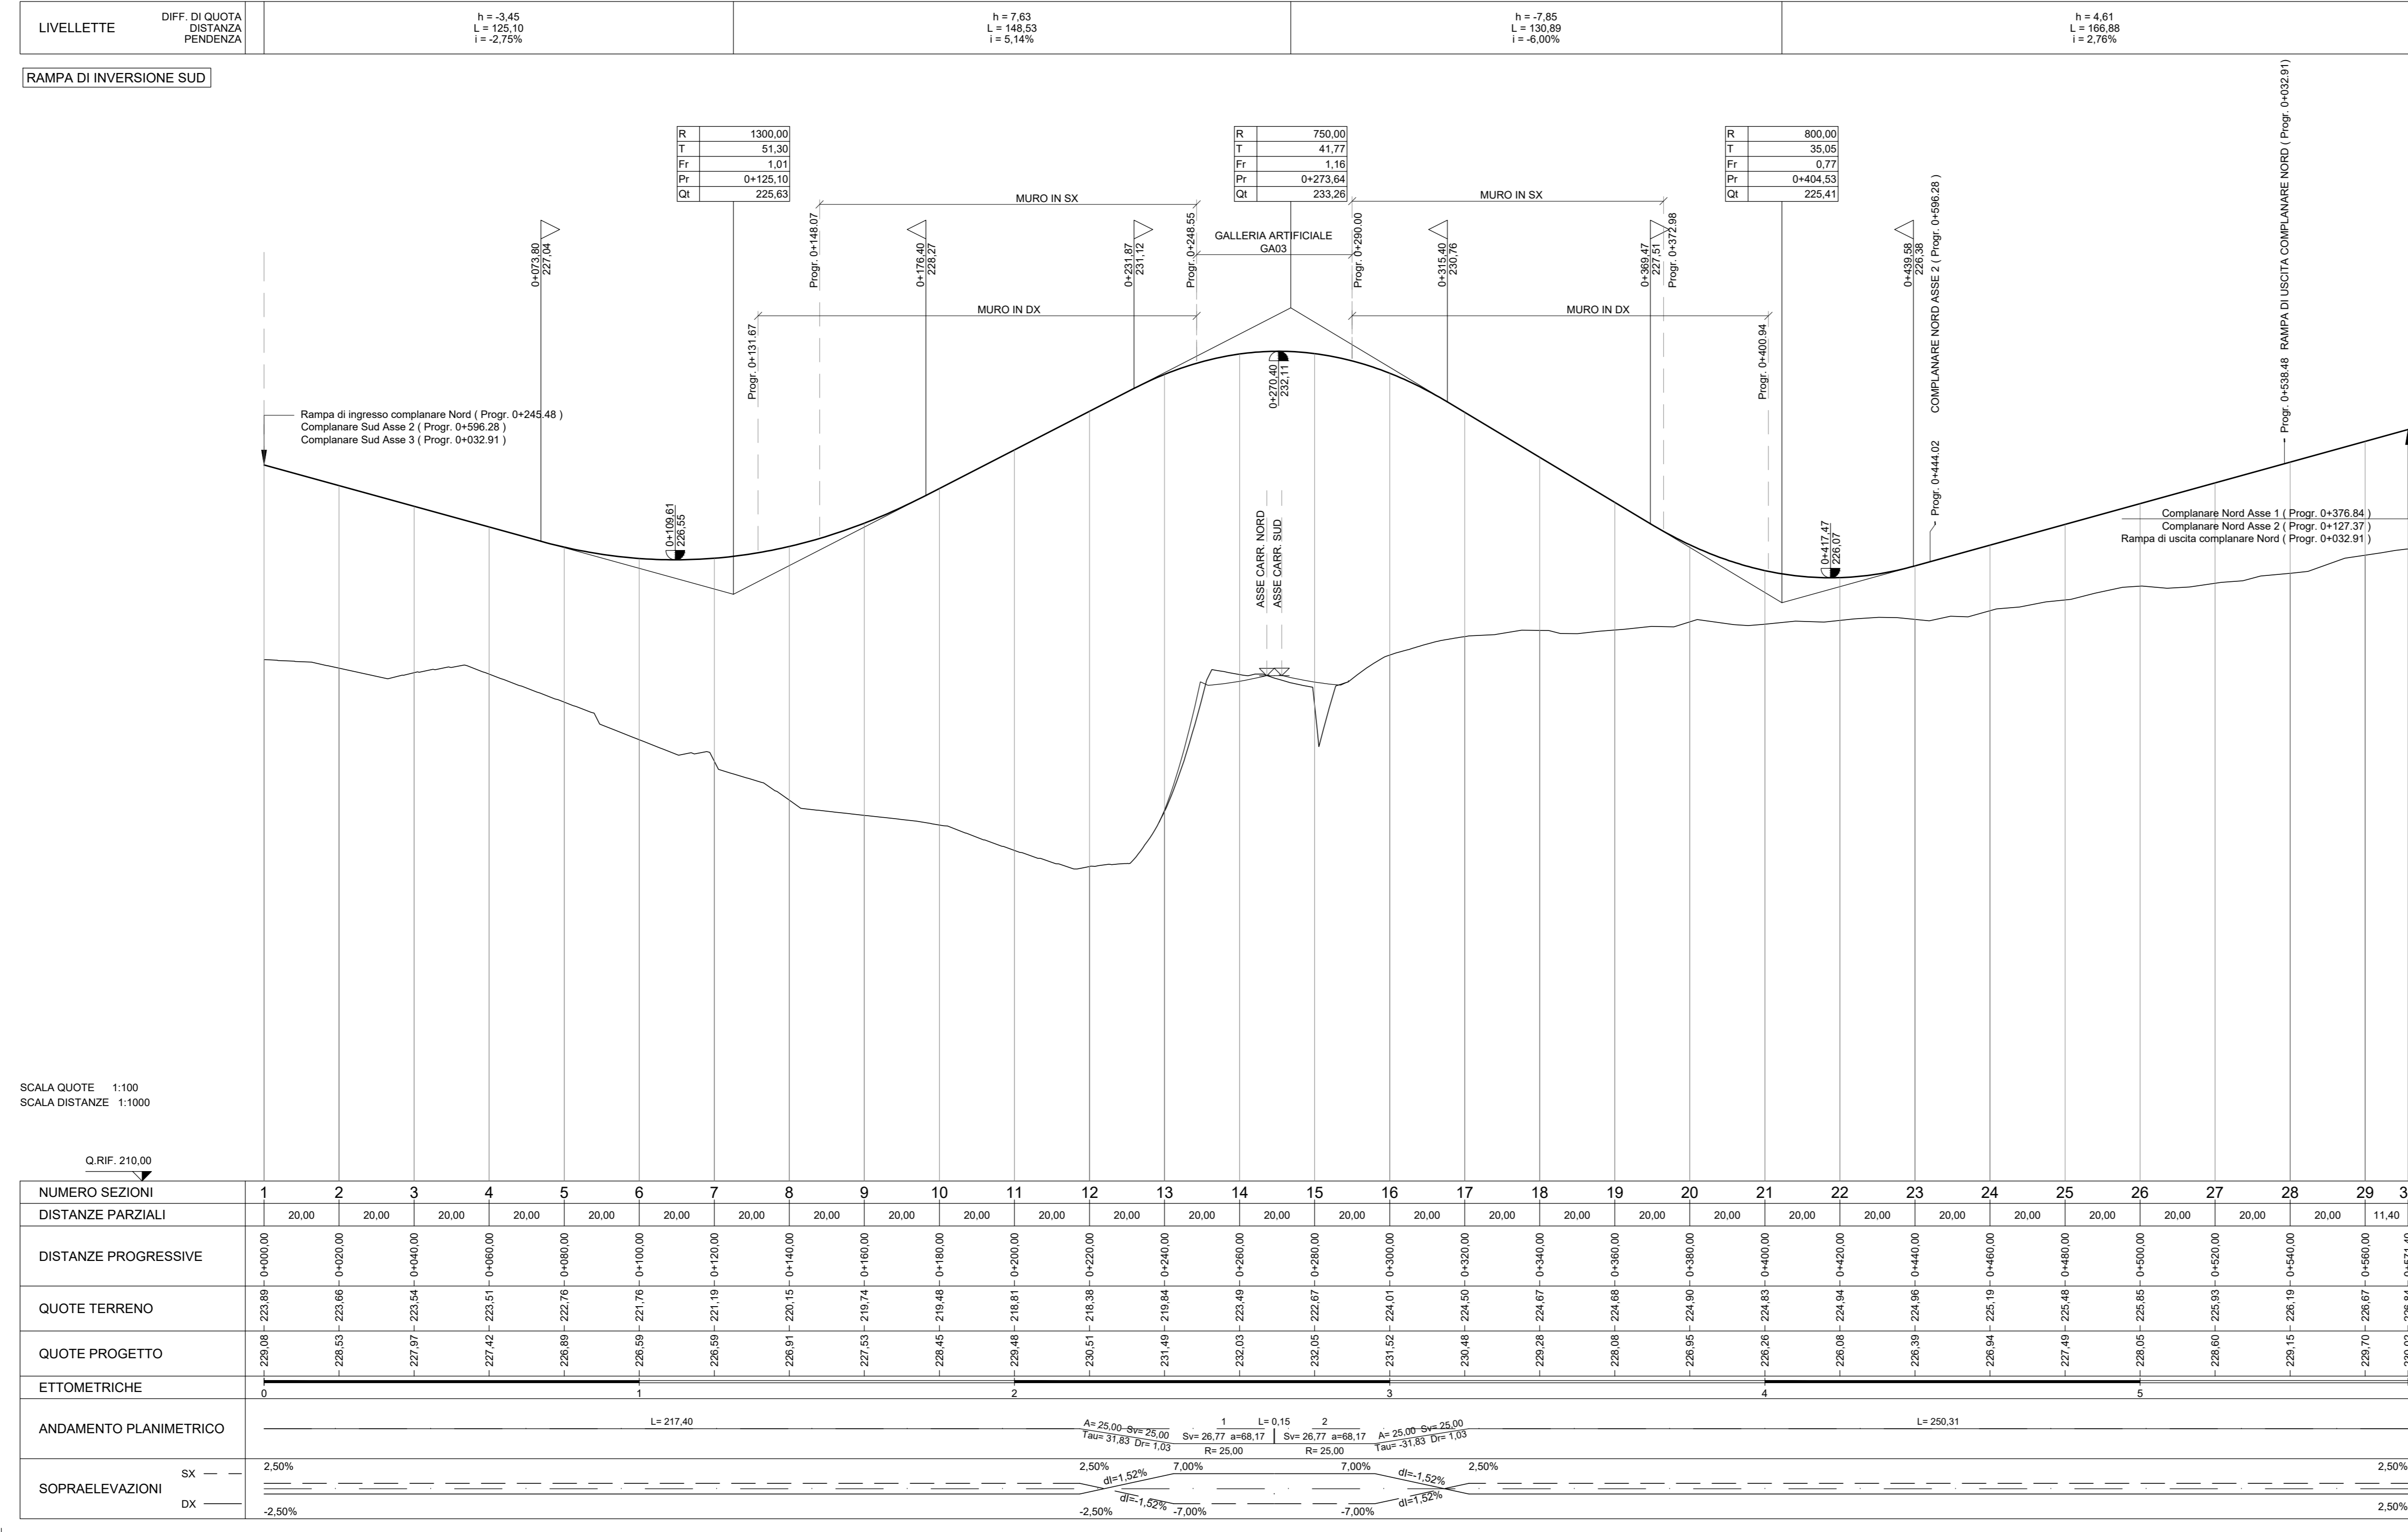 LIVELLETTE
DIFF. DI QUOTA
DISTANZA
PENDENZA
h = -3,45
L = 125,10
i = -2,75%
h = 7,63
L = 148,53
i = 5,14%
h = -7,85
L = 130,89
i = -6,00%
h = 4,61
L = 166,88
i = 2,76%
RAMPA DI INVERSIONE SUD
R 1300,00
T 51,30
Fr 1,01
Pr 0+125,10
Qt 225,63
R 750,00
T 41,77
Fr 1,16
Pr 0+273,64
Qt 233,26
R 800,00
T 35,05
Fr 0,77
Pr 0+404,53
Qt 225,41
MURO IN SX
MURO IN SX
GALLERIA ARTIFICIALE
GA03
MURO IN DX
MURO IN DX
0+073,80
227,04
Progr. 0+131.67
Progr. 0+148.07
0+176,40
228,27
0+231,87
231,12
Progr. 0+248.55
Progr. 0+290.00
0+315,40
230,76
0+369,47
227,51
Progr. 0+372.98
Progr. 0+400.94
0+439,58
226,38
Progr. 0+444.02 COMPLANARE NORD ASSE 2 ( Progr. 0+596.28 )
Progr. 0+538.48 RAMPA DI USCITA COMPLANARE NORD ( Progr. 0+032.91)
0+109,61
226,55
0+270,40
232,11
0+417,47
226,07
Rampa di ingresso complanare Nord ( Progr. 0+245.48 )
Complanare Sud Asse 2 ( Progr. 0+596.28 )
Complanare Sud Asse 3 ( Progr. 0+032.91 )
ASSE CARR. NORD
ASSE CARR. SUD
Complanare Nord Asse 1 ( Progr. 0+376.84 )
Complanare Nord Asse 2 ( Progr. 0+127.37 )
Rampa di uscita complanare Nord ( Progr. 0+032.91 )
SCALA QUOTE 1:100
SCALA DISTANZE 1:1000
Q.RIF. 210,00
NUMERO SEZIONI 1 2 3 4 5 6 7 8 9 10 11 12 13 14 15 16 17 18 19 20 21 22 23 24 25 26 27 28 29 3
DISTANZE PARZIALI 20,00 20,00 20,00 20,00 20,00 20,00 20,00 20,00 20,00 20,00 20,00 20,00 20,00 20,00 20,00 20,00 20,00 20,00 20,00 20,00 20,00 20,00 20,00 20,00 20,00 20,00 20,00 20,00 11,40
DISTANZE PROGRESSIVE 0+000,00 0+020,00 0+040,00 0+060,00 0+080,00 0+100,00 0+120,00 0+140,00 0+160,00 0+180,00 0+200,00 0+220,00 0+240,00 0+260,00 0+280,00 0+300,00 0+320,00 0+340,00 0+360,00 0+380,00 0+400,00 0+420,00 0+440,00 0+460,00 0+480,00 0+500,00 0+520,00 0+540,00 0+560,00
QUOTE TERRENO 223,89 223,66 223,54 223,51 222,76 221,76 221,19 220,15 219,74 219,48 218,81 218,38 219,84 223,49 222,67 224,01 224,50 224,67 224,68 224,90 224,83 224,94 224,96 225,19 225,48 225,85 225,93 226,19 226,67
QUOTE PROGETTO 229,08 228,53 227,97 227,42 226,89 226,59 226,59 226,91 227,53 228,45 229,48 230,51 231,49 232,03 232,05 231,52 230,48 229,28 228,08 226,95 226,26 226,08 226,39 226,94 227,49 228,05 228,60 229,15 229,70
ETTOMETRICHE 0 1 2 3 4 5
ANDAMENTO PLANIMETRICO
L= 217,40
A= 25,00 Sv= 25,00
Tau= 31,83 Dr= 1,03
1
Sv= 26,77 a=68,17
R= 25,00
L= 0,15
2
Sv= 26,77 a=68,17
R= 25,00
A= 25,00 Sv= 25,00
Tau= -31,83 Dr= 1,03
L= 250,31
SOPRAELEVAZIONI
SX
DX
2,50% 2,50% dl=1,52% 7,00% 7,00% dl=-1,52% 2,50% 2,50%
-2,50% -2,50% dl=-1,52% -7,00% -7,00% dl=1,52% 2,50%